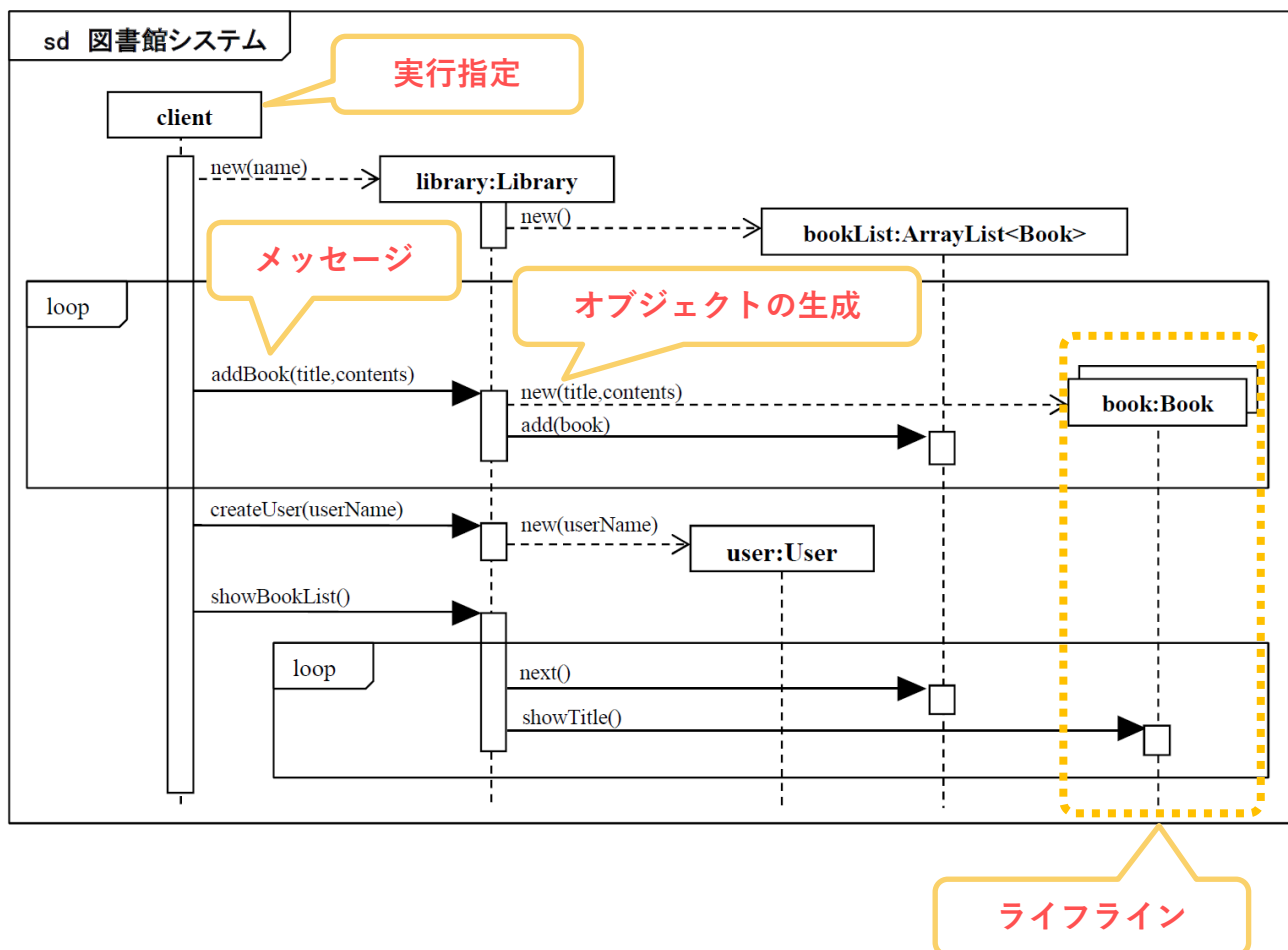 sd 図書館システム
実行指定
client
new(name)
library:Library
new()
bookList:ArrayList<Book>
メッセージ
オブジェクトの生成
loop
addBook(title,contents)
new(title,contents)
book:Book
add(book)
createUser(userName)
new(userName)
user:User
showBookList()
loop
next()
showTitle()
ライフライン